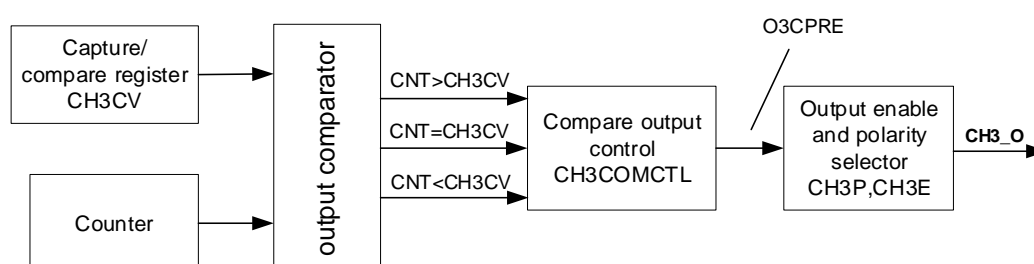 O3CPRE
Capture/
compare register
CH3CV
output comparator
CNT>CH3CV
CNT=CH3CV
CNT<CH3CV
Compare output
control
CH3COMCTL
Output enable
and polarity
selector
CH3P,CH3E
CH3_O
Counter